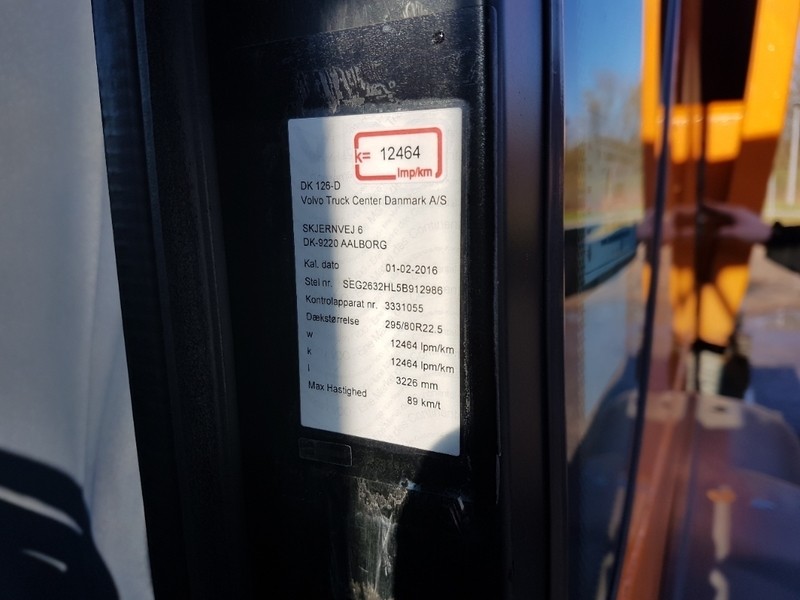 k= 12464
Imp/km
DK 126-D
Volvo Truck Center Danmark A/S
SKJERNVEJ 6
DK-9220 AALBORG
Kal. dato 01-02-2016
Stel nr. SEG2632HL5B912986
Kontrolapparat nr. 3331055
Dækstørrelse 295/80R22.5
w 12464 Ipm/km
k 12464 Ipm/km
l 3226 mm
Max Hastighed 89 km/t